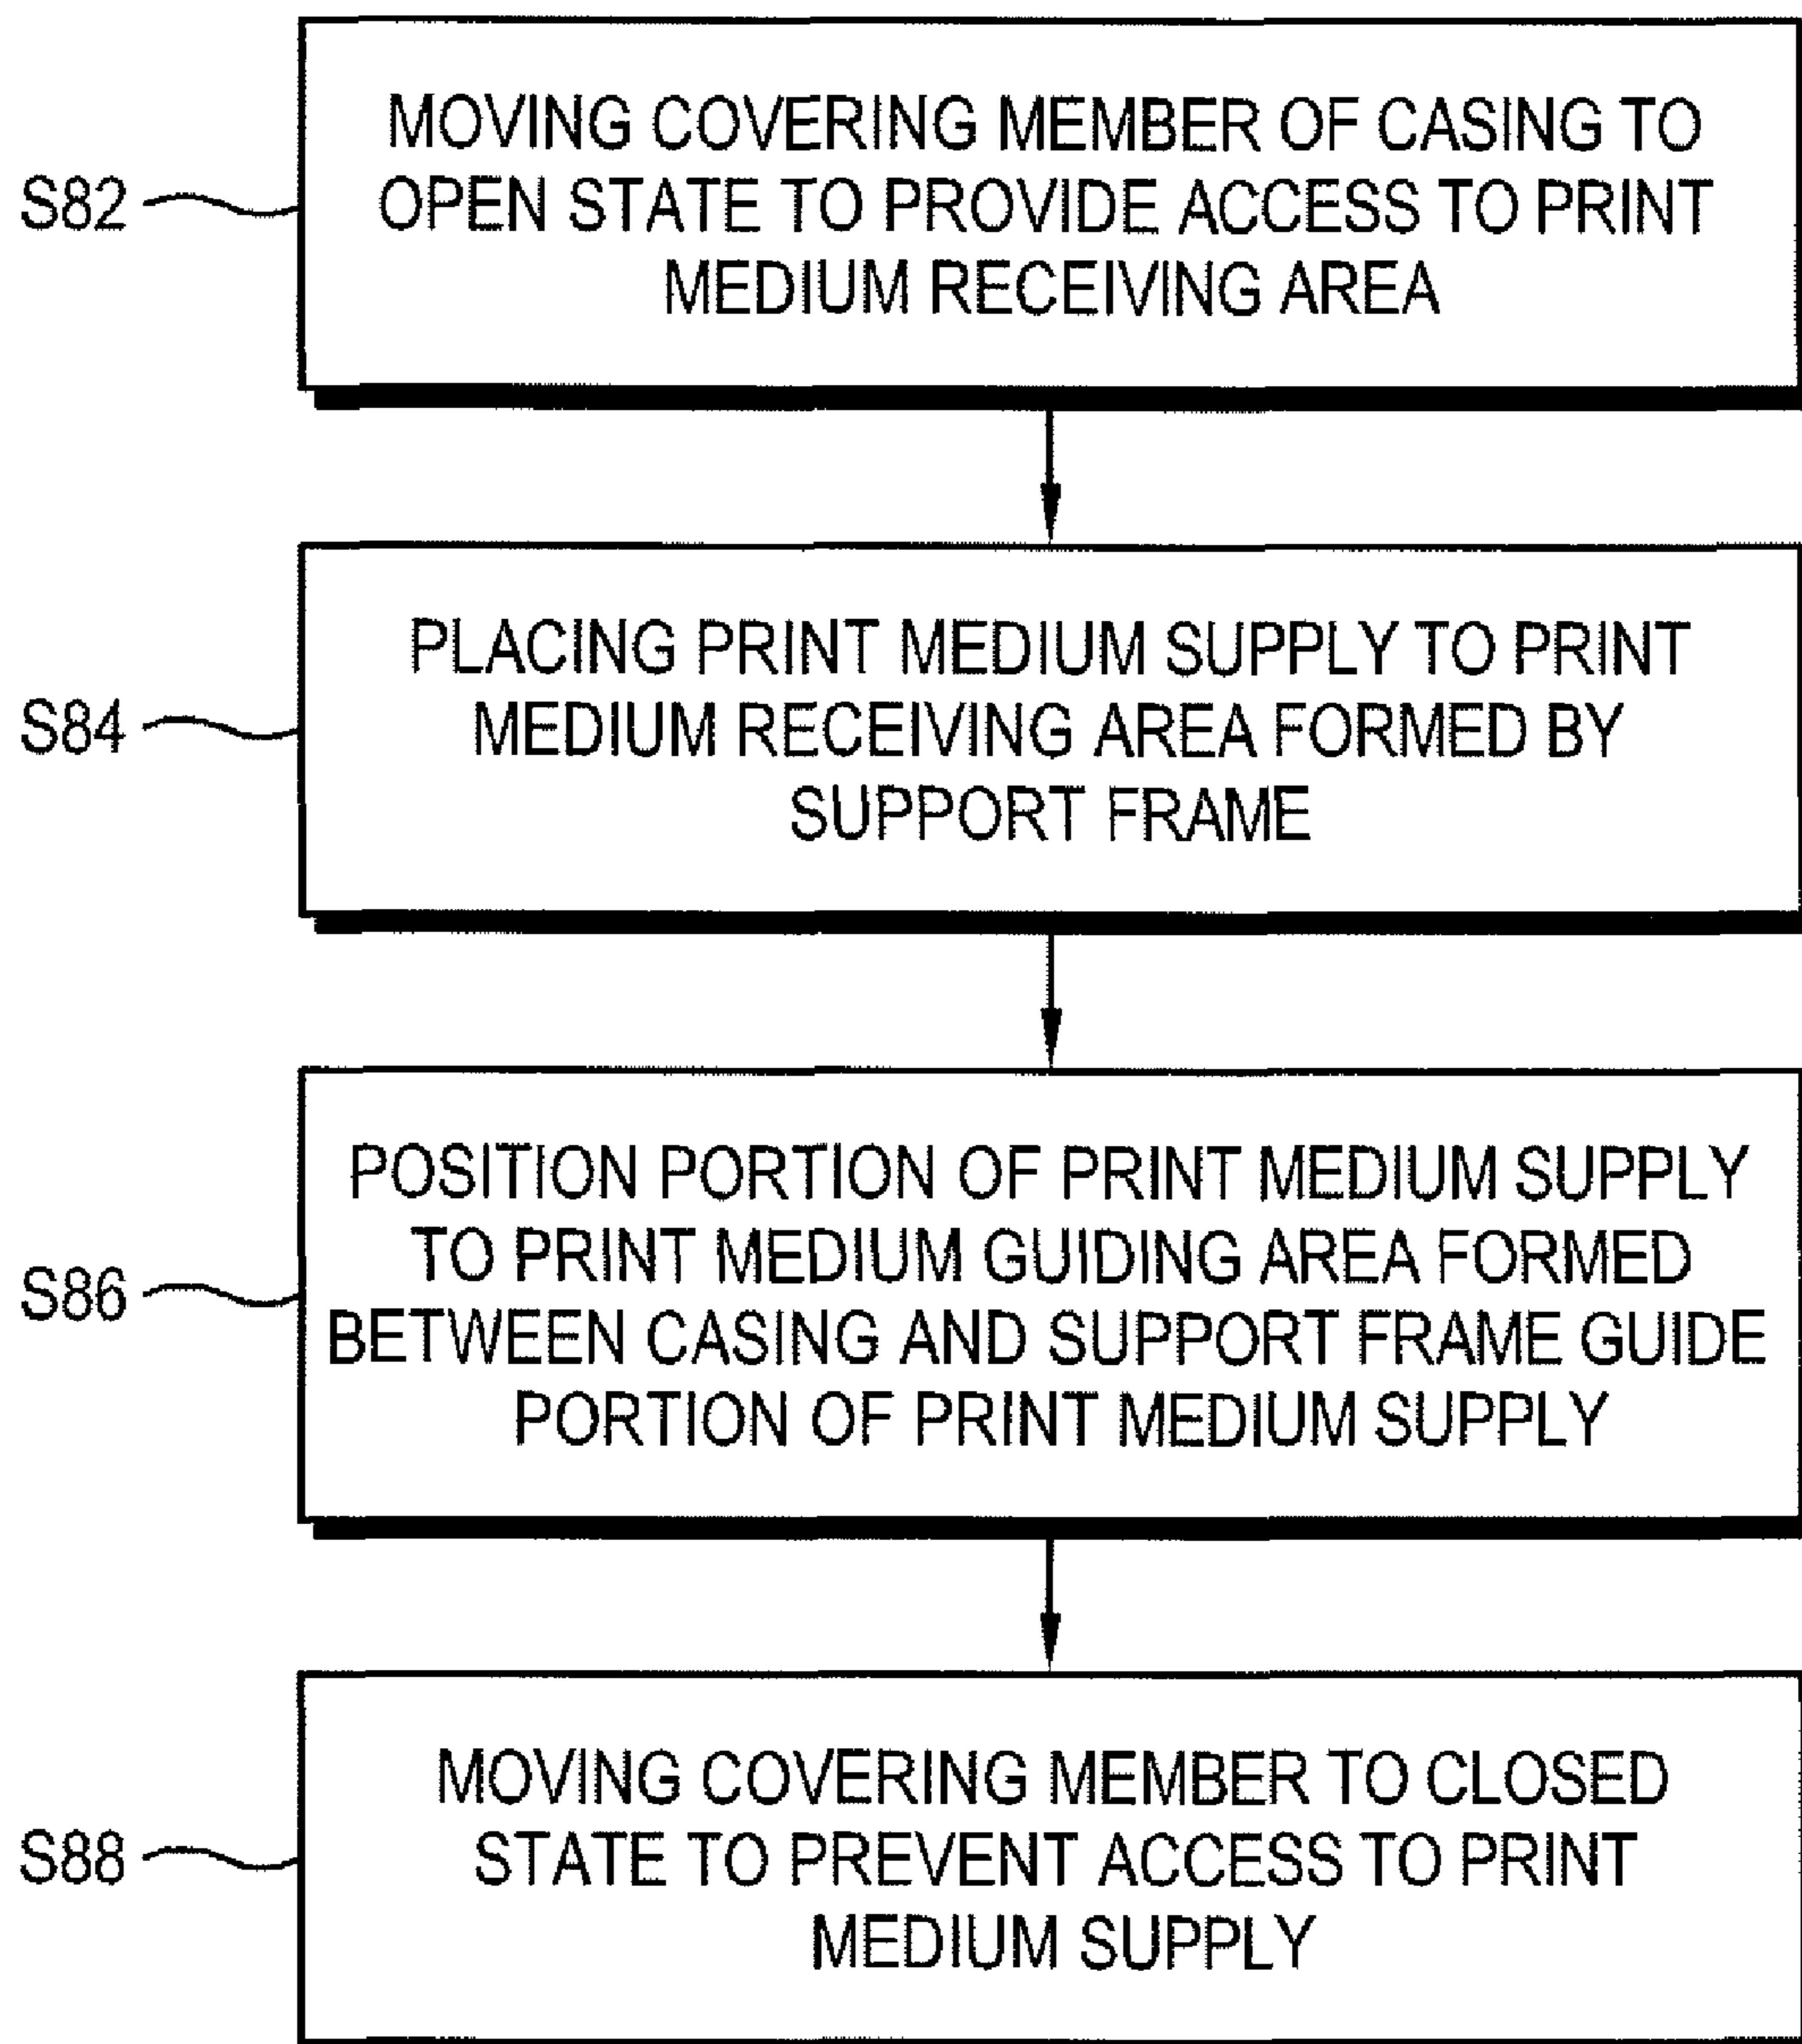 S82
MOVING COVERING MEMBER OF CASING TO
OPEN STATE TO PROVIDE ACCESS TO PRINT
MEDIUM RECEIVING AREA
S84
PLACING PRINT MEDIUM SUPPLY TO PRINT
MEDIUM RECEIVING AREA FORMED BY
SUPPORT FRAME
S86
POSITION PORTION OF PRINT MEDIUM SUPPLY
TO PRINT MEDIUM GUIDING AREA FORMED
BETWEEN CASING AND SUPPORT FRAME GUIDE
PORTION OF PRINT MEDIUM SUPPLY
S88
MOVING COVERING MEMBER TO CLOSED
STATE TO PREVENT ACCESS TO PRINT
MEDIUM SUPPLY